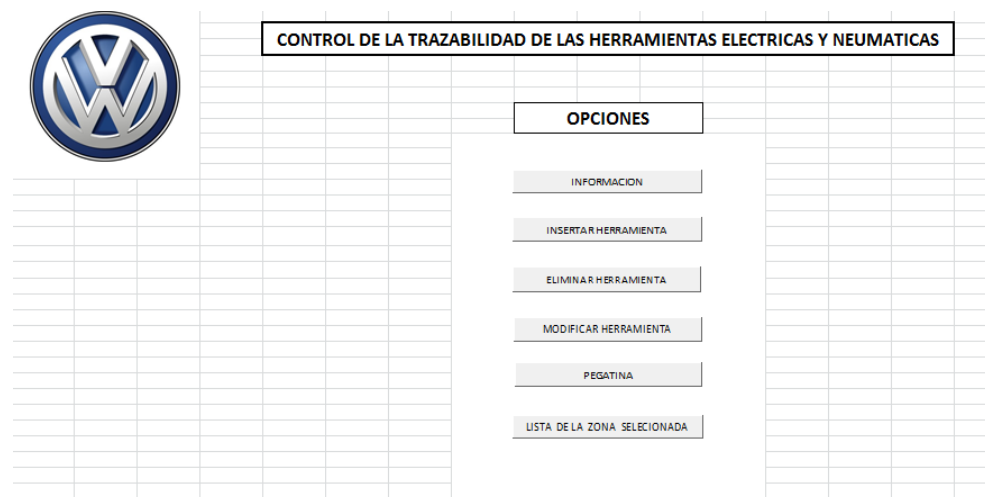 CONTROL DE LA TRAZABILIDAD DE LAS HERRAMIENTAS ELECTRICAS Y NEUMATICAS
OPCIONES
INFORMACION
INSERTAR HERRAMIENTA
ELIMINAR HERRAMIENTA
MODIFICAR HERRAMIENTA
PEGATINA
LISTA DE LA ZONA SELECIONADA